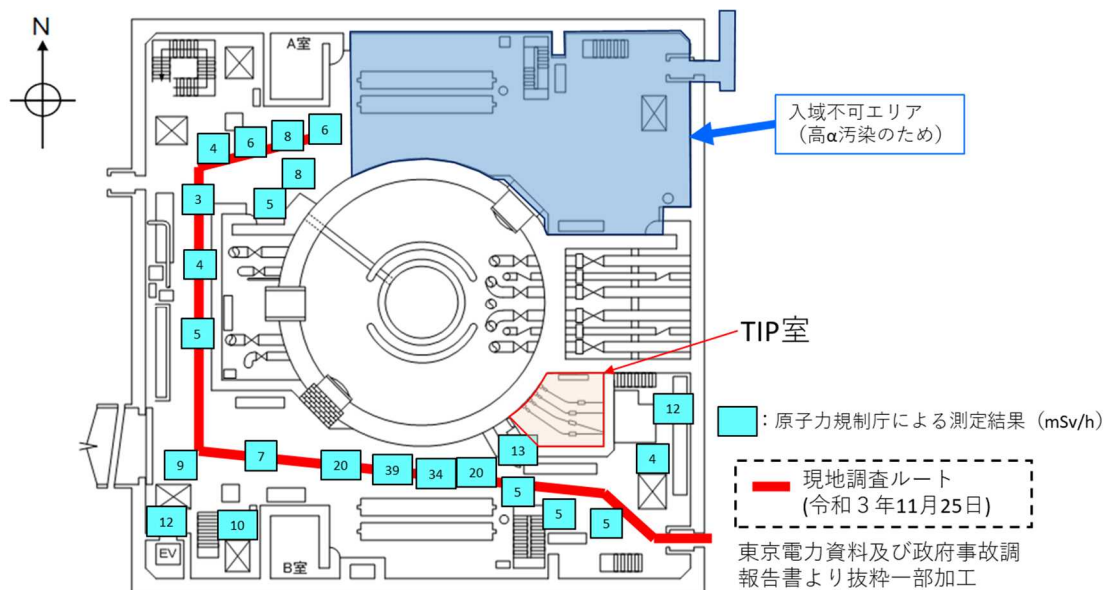 N
A室
入域不可エリア
（高α汚染のため）
6
8
6
4
8
5
3
4
5
TIP室
12
：原子力規制庁による測定結果（mSv/h）
13
4
9
7
20
39
34
20
5
5
5
現地調査ルート
(令和３年11月25日)
12
10
EV
B室
東京電力資料及び政府事故調
報告書より抜粋一部加工